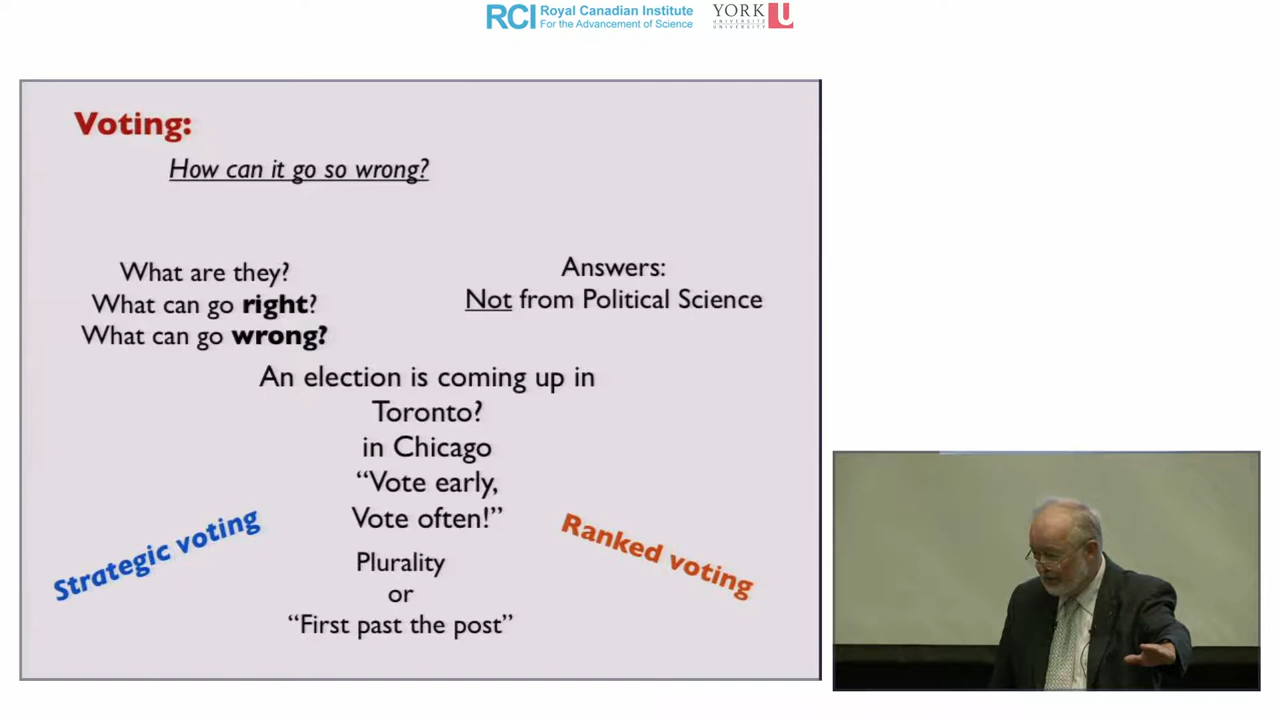 RCI Royal Canadian Institute
For the Advancement of Science
YORK U
UNIVERSITÉ
UNIVERSITY
Voting:
How can it go so wrong?
What are they?
What can go right?
What can go wrong?
Answers:
Not from Political Science
An election is coming up in
Toronto?
in Chicago
“Vote early,
Vote often!”
Strategic voting
Ranked voting
Plurality
or
“First past the post”